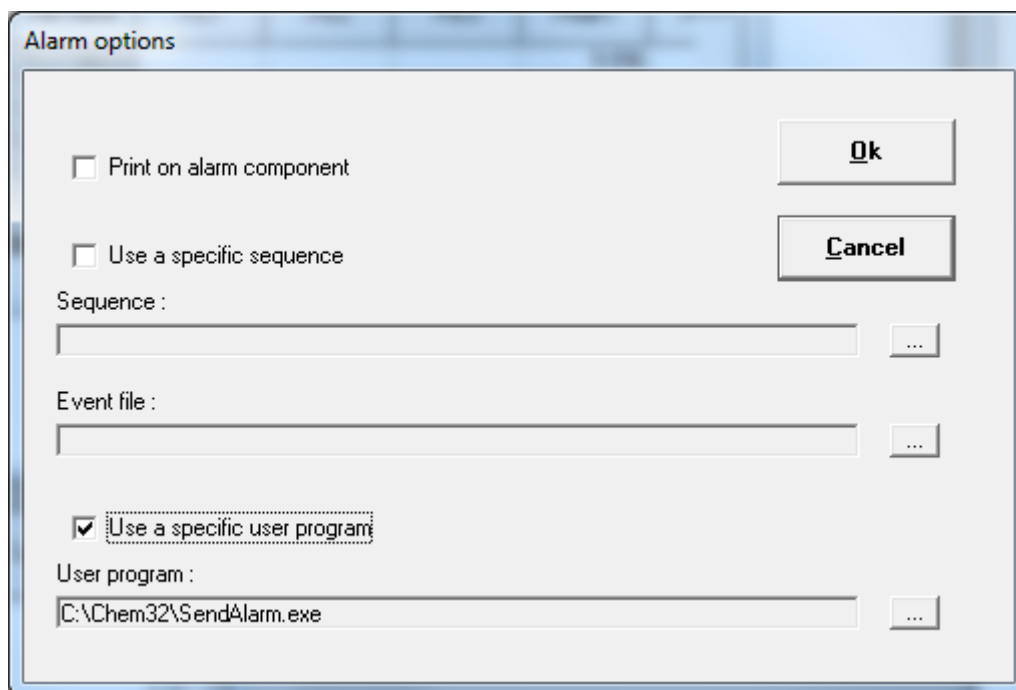 Alarm options
Print on alarm component
Ok
Use a specific sequence
Cancel
Sequence :
...
Event file :
...
Use a specific user program
User program :
C:\Chem32\SendAlarm.exe
...